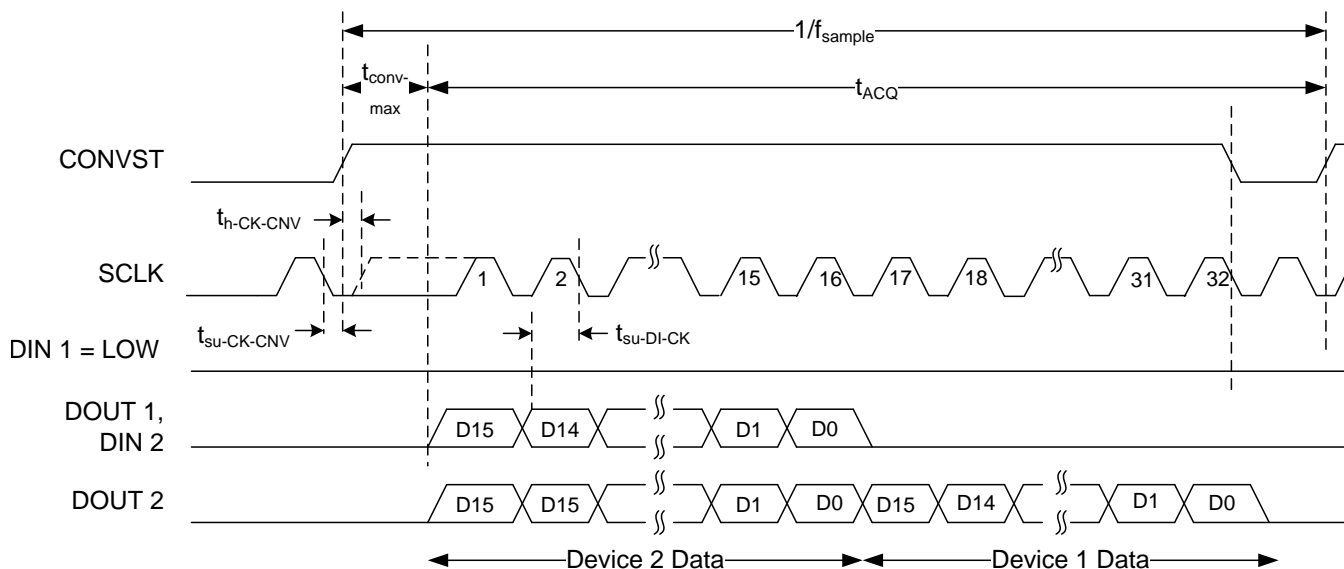 1/fsample
tconv-
max
tACQ
CONVST
th-CK-CNV
SCLK
1 2 15 16 17 18 31 32
tsu-CK-CNV
tsu-DI-CK
DIN 1 = LOW
DOUT 1,
DIN 2
D15 D14 D1 D0
DOUT 2
D15 D15 D1 D0 D15 D14 D1 D0
Device 2 Data Device 1 Data